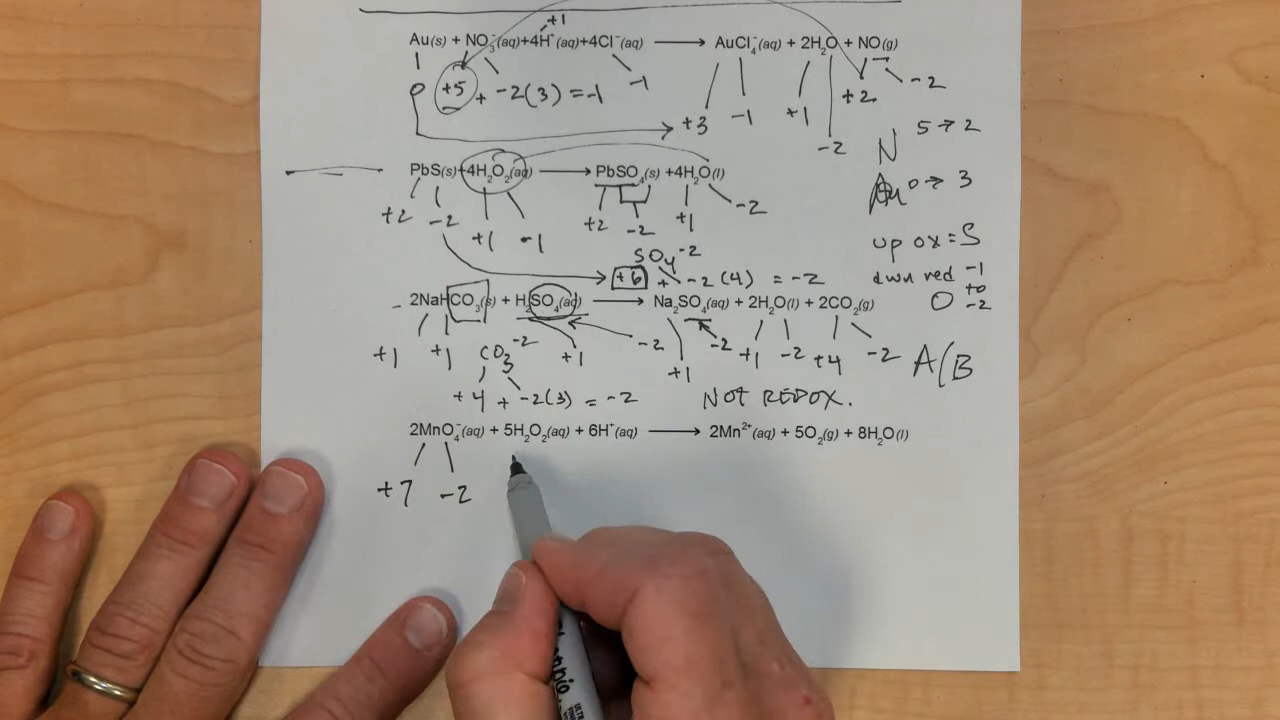 +1
Au(s) + NO₃⁻(aq)+4H⁺(aq)+4Cl⁻(aq) ⟶ AuCl₄⁻(aq) + 2H₂O + NO(g)
0 +5 + -2(3) = -1 -1 +3 -1 +1 -2 +2 -2
N 5→2
PbS(s)+4H₂O₂(aq) ⟶ PbSO₄(s) +4H₂O(l)
Au 0→3
+2 -2 +1 -1 +2 -2 +1 -2
up ox = S
SO₄⁻²
+6 + -2(4) = -2
dwn red -1
+0
O -2
2NaHCO₃(s) + H₂SO₄(aq) ⟶ Na₂SO₄(aq) + 2H₂O(l) + 2CO₂(g)
+1 +1 CO₃⁻² +1 -2 +1 -2 +1 -2 +4 -2 A/B
+4 + -2(3) = -2 NOT REDOX.
2MnO₄⁻(aq) + 5H₂O₂(aq) + 6H⁺(aq) ⟶ 2Mn²⁺(aq) + 5O₂(g) + 8H₂O(l)
+7 -2
Sharpie.